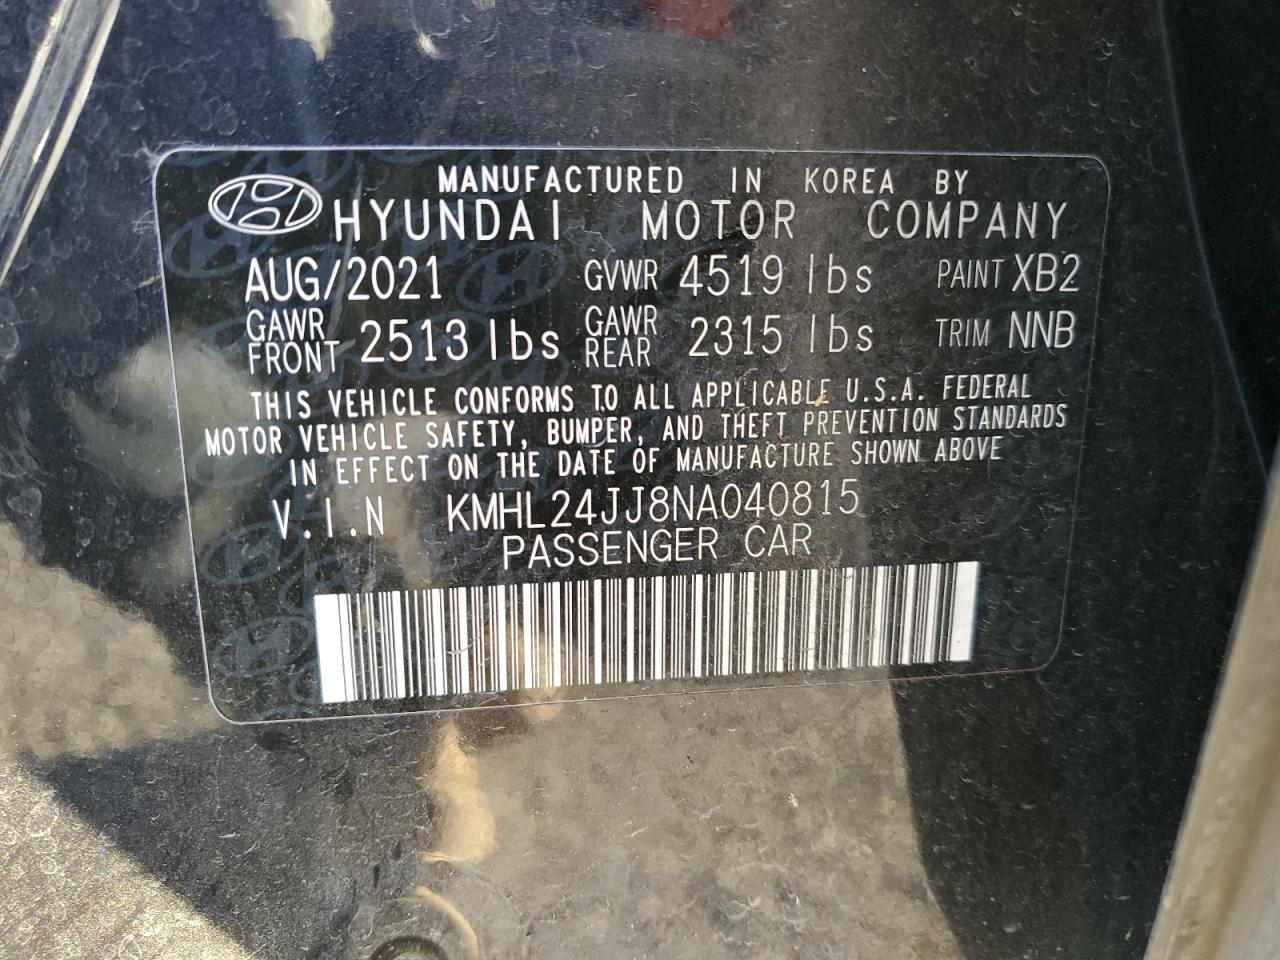 MANUFACTURED IN KOREA BY
HYUNDAI MOTOR COMPANY
AUG/2021 GVWR 4519 lbs PAINT XB2
GAWR FRONT 2513 lbs GAWR REAR 2315 lbs TRIM NNB
THIS VEHICLE CONFORMS TO ALL APPLICABLE U.S.A. FEDERAL
MOTOR VEHICLE SAFETY, BUMPER, AND THEFT PREVENTION STANDARDS
IN EFFECT ON THE DATE OF MANUFACTURE SHOWN ABOVE
V.I.N KMHL24JJ8NA040815
PASSENGER CAR